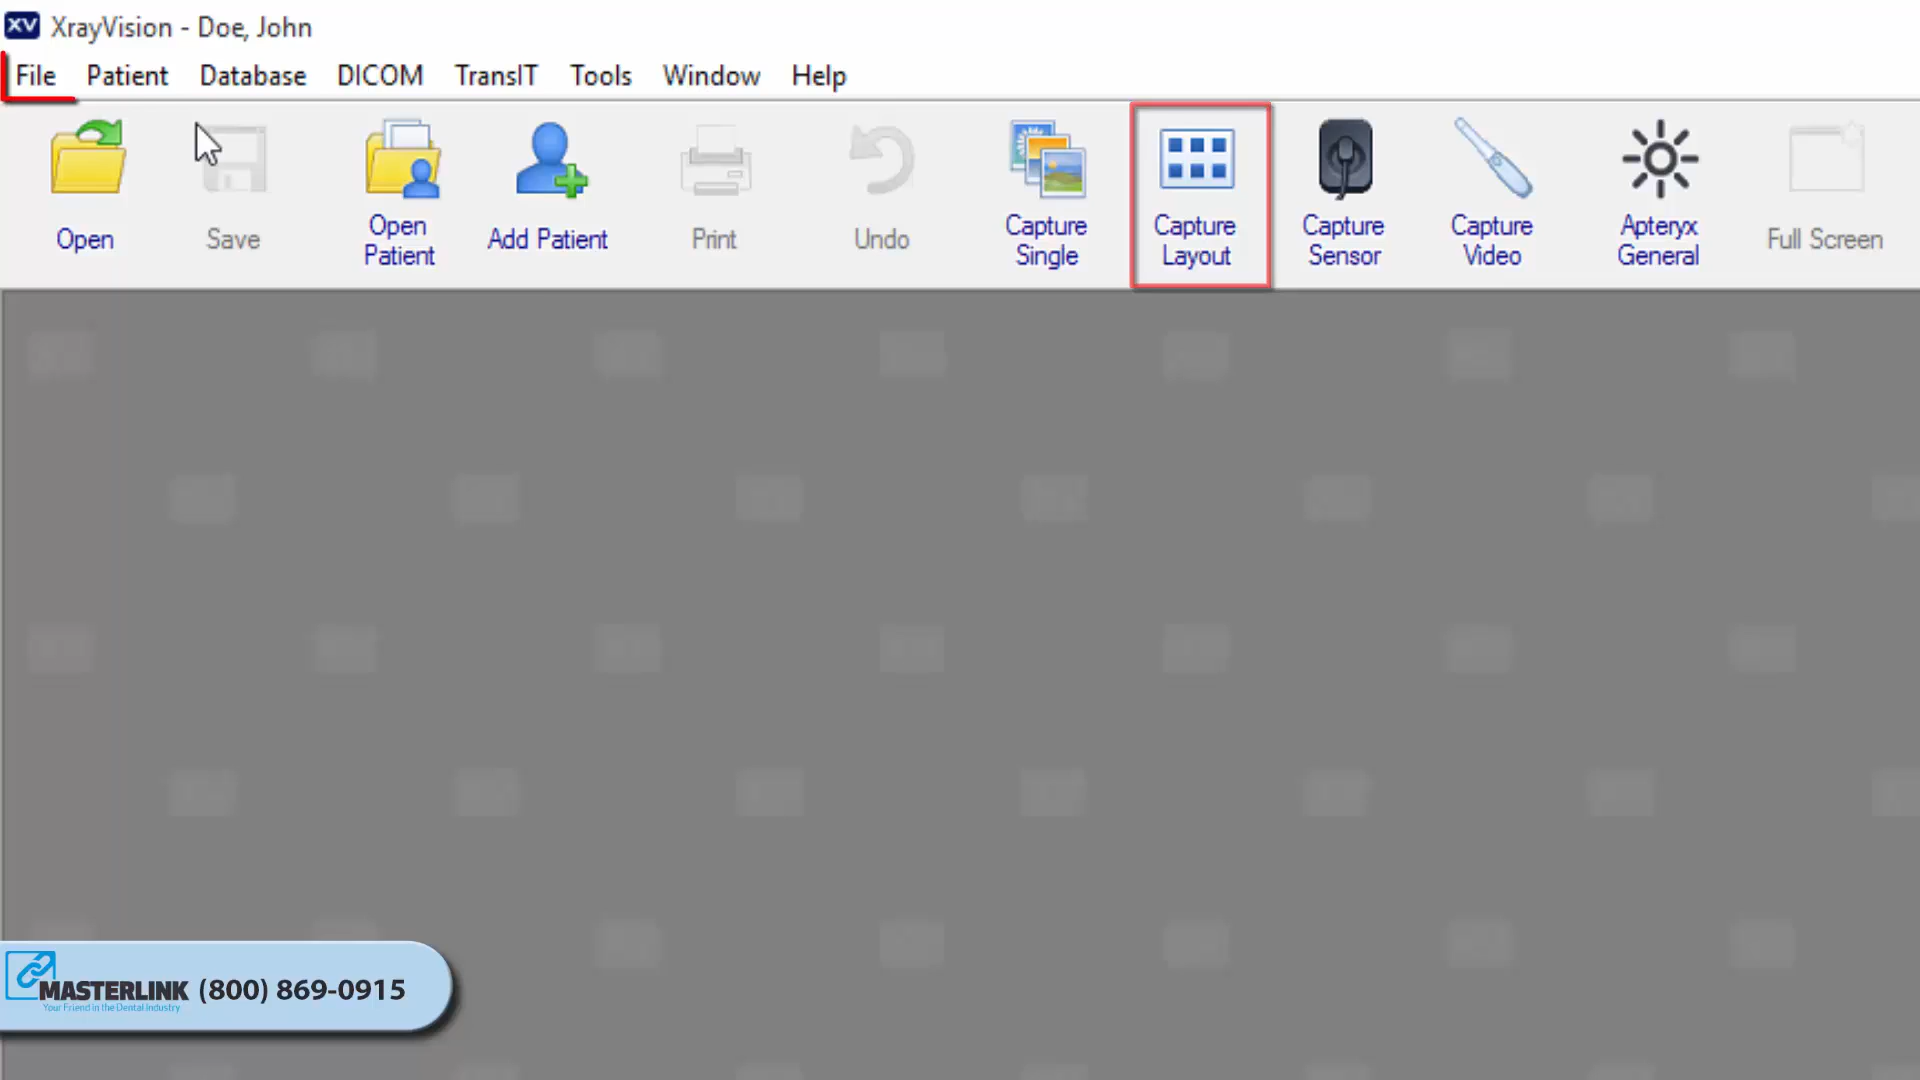 XV XrayVision - Doe, John
File Patient Database DICOM TransIT Tools Window Help
Open
Save
Open
Patient
Add Patient
Print
Undo
Capture
Single
Capture
Layout
Capture
Sensor
Capture
Video
Apteryx
General
Full Screen
MASTERLINK (800) 869-0915
Your Friend in the Dental Industry